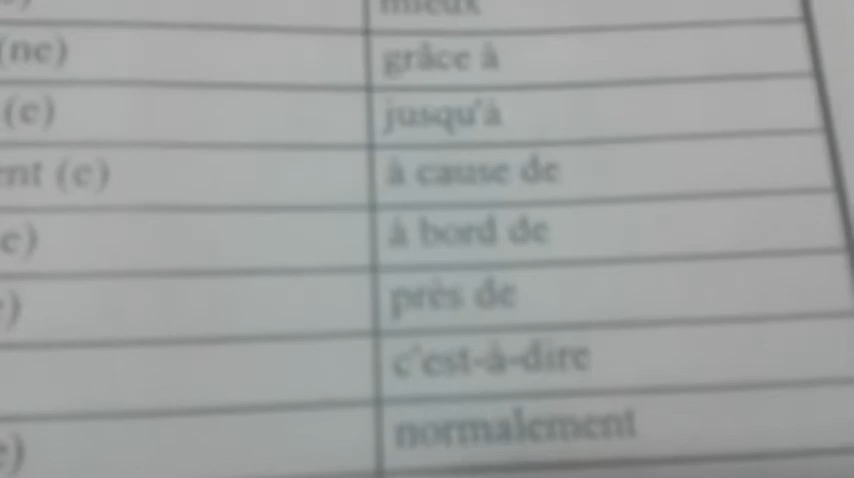 mieux
(ne) grâce à
(e) jusqu'à
ent (e) à cause de
e) à bord de
) près de
c'est-à-dire
e) normalement